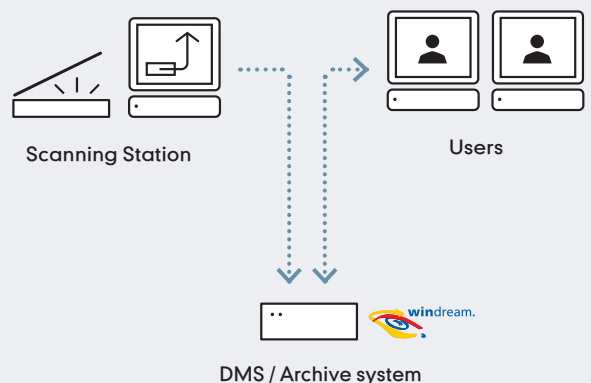 Scanning Station
Users
windream.
DMS / Archive system